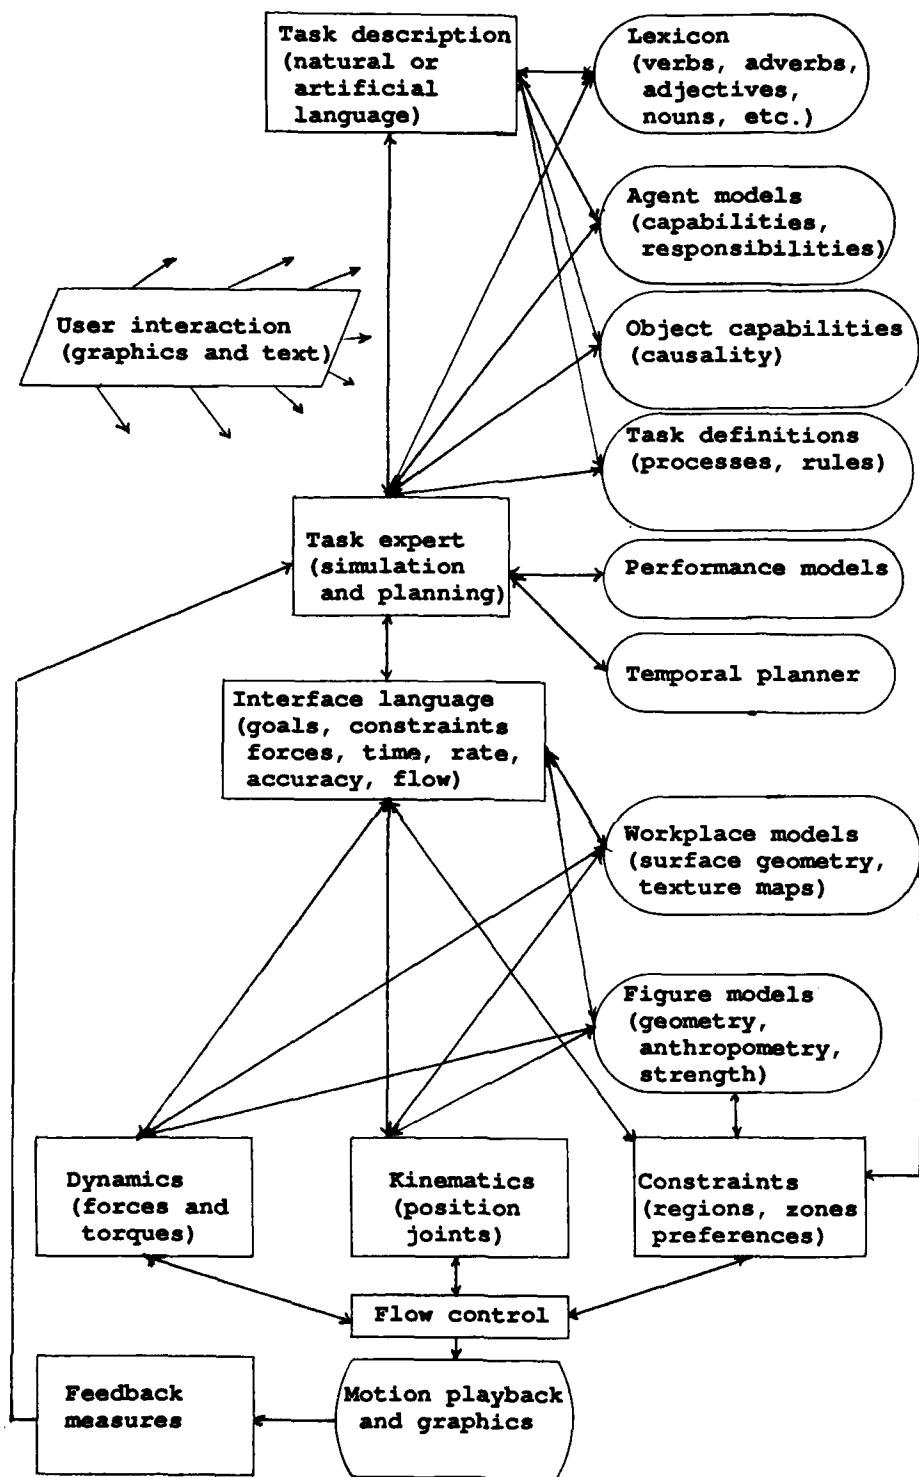 Task description
(natural or
artificial
language)
Lexicon
(verbs, adverbs,
adjectives,
nouns, etc.)
Agent models
(capabilities,
responsibilities)
User interaction
(graphics and text)
Object capabilities
(causality)
Task definitions
(processes, rules)
Task expert
(simulation
and planning)
Performance models
Temporal planner
Interface language
(goals, constraints
forces, time, rate,
accuracy, flow)
Workplace models
(surface geometry,
texture maps)
Figure models
(geometry,
anthropometry,
strength)
Dynamics
(forces and
torques)
Kinematics
(position
joints)
Constraints
(regions, zones
preferences)
Flow control
Feedback
measures
Motion playback
and graphics